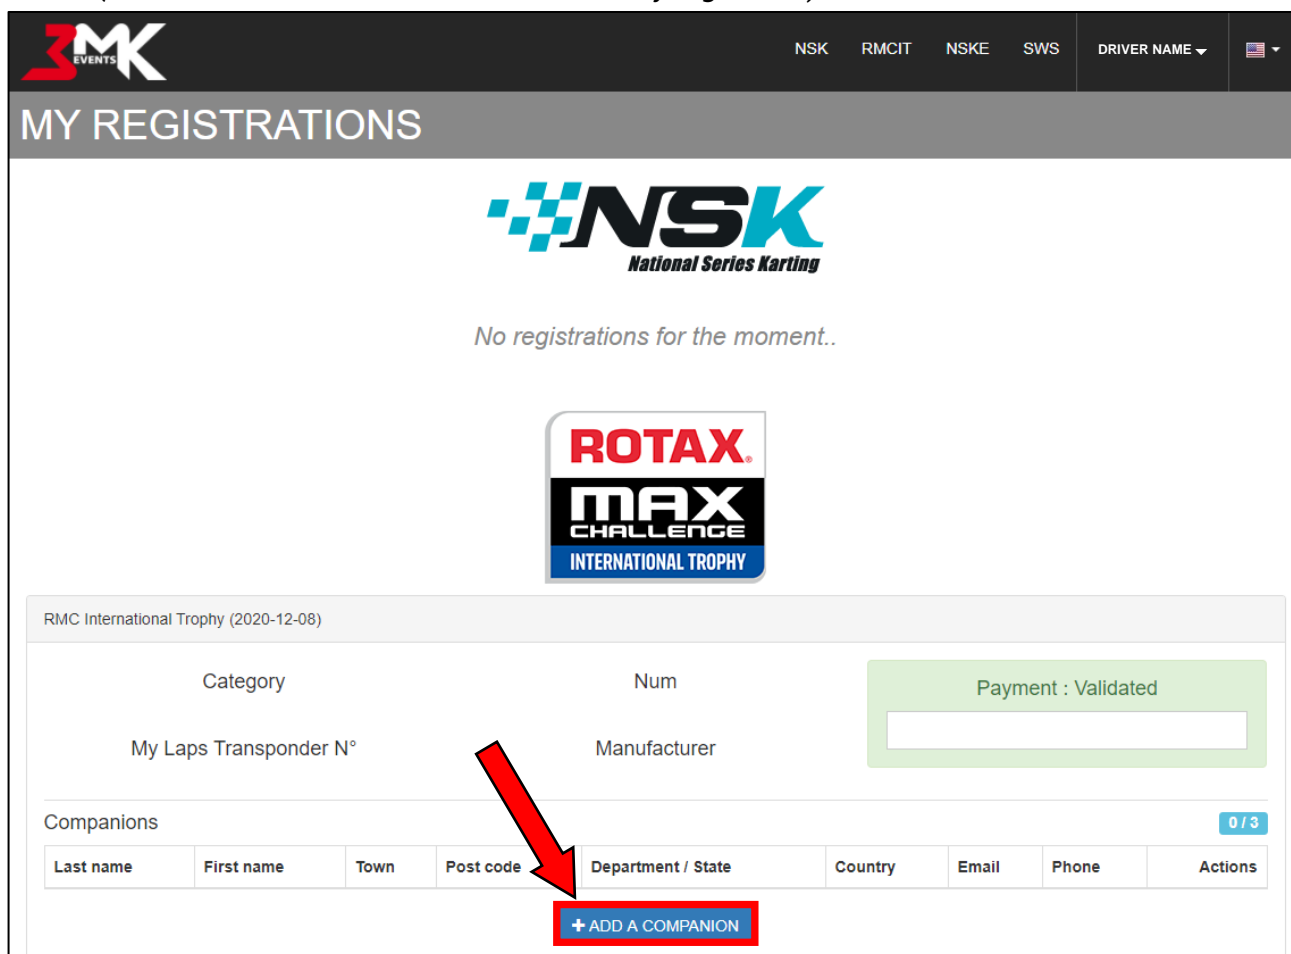 3MK
EVENTS
NSK RMCIT NSKE SWS DRIVER NAME
MY REGISTRATIONS
NSK
National Series Karting
No registrations for the moment..
ROTAX.
MAX
CHALLENGE
INTERNATIONAL TROPHY
RMC International Trophy (2020-12-08)
Category Num Payment : Validated
My Laps Transponder N° Manufacturer
Companions 0 / 3
Last name First name Town Post code Department / State Country Email Phone Actions
+ ADD A COMPANION